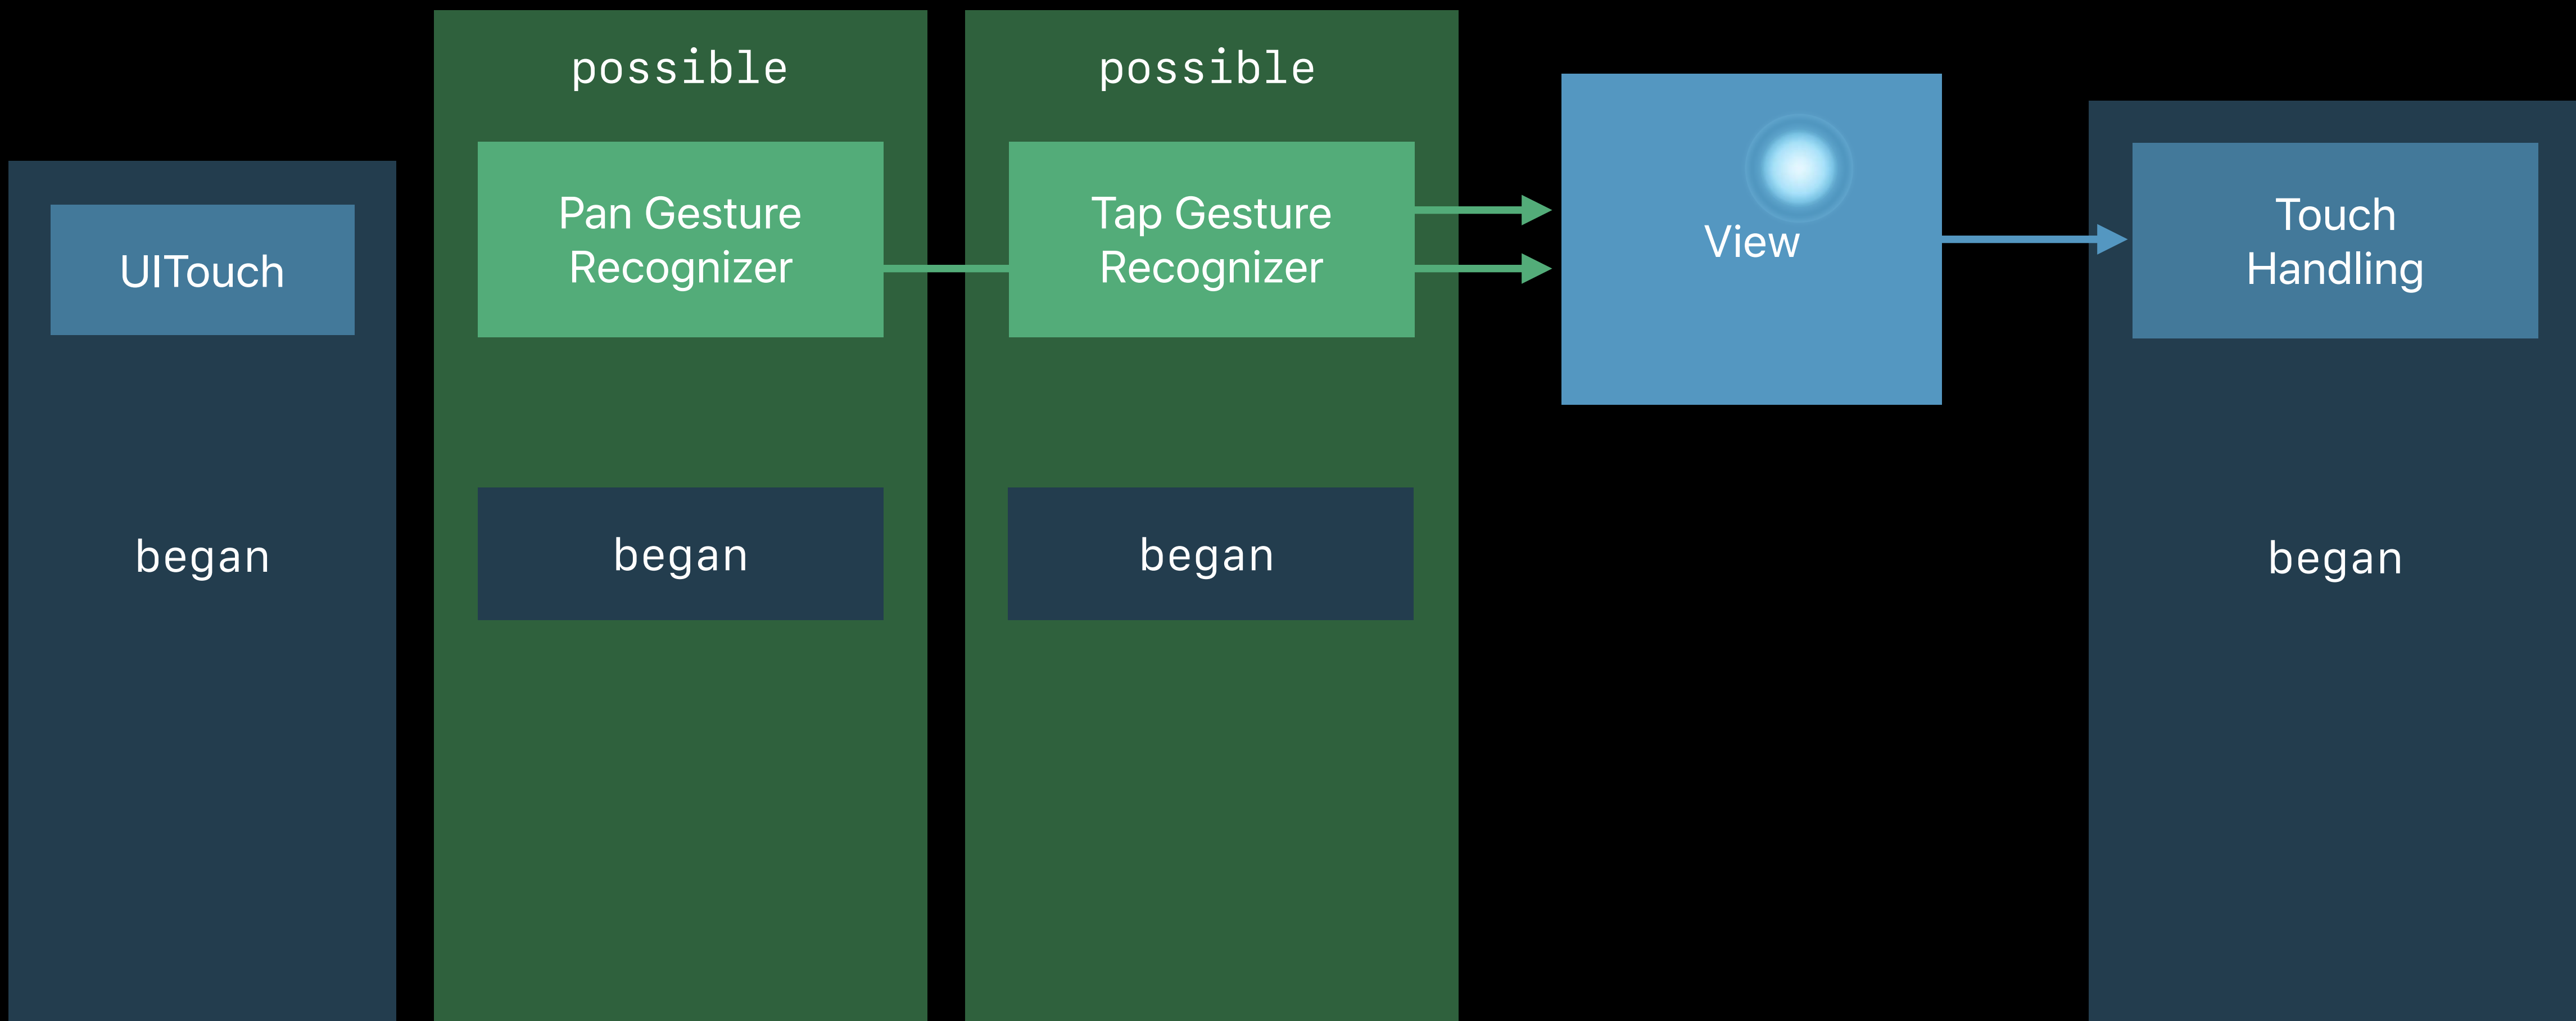 possible
possible
UITouch
Pan Gesture
Recognizer
Tap Gesture
Recognizer
View
Touch
Handling
began
began
began
began